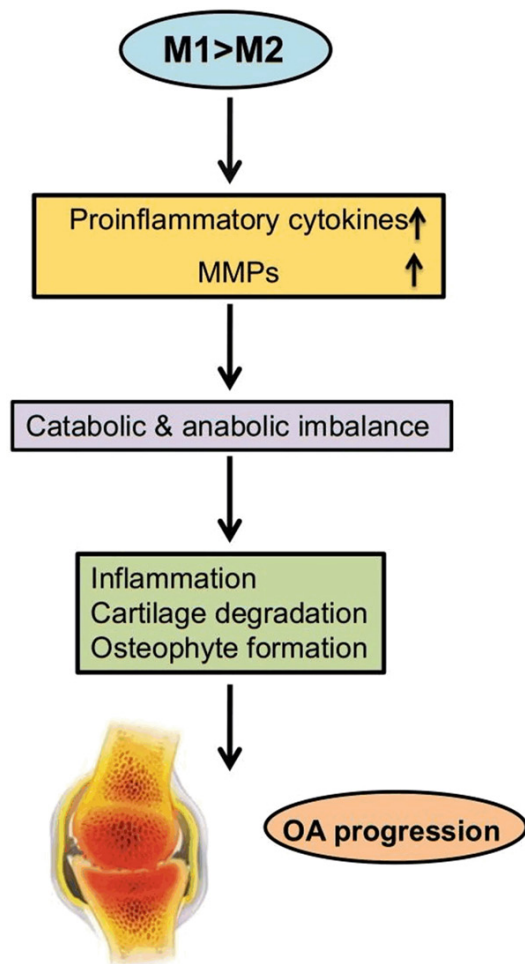 M1>M2
Proinflammatory cytokines↑
MMPs ↑
Catabolic & anabolic imbalance
Inflammation
Cartilage degradation
Osteophyte formation
OA progression